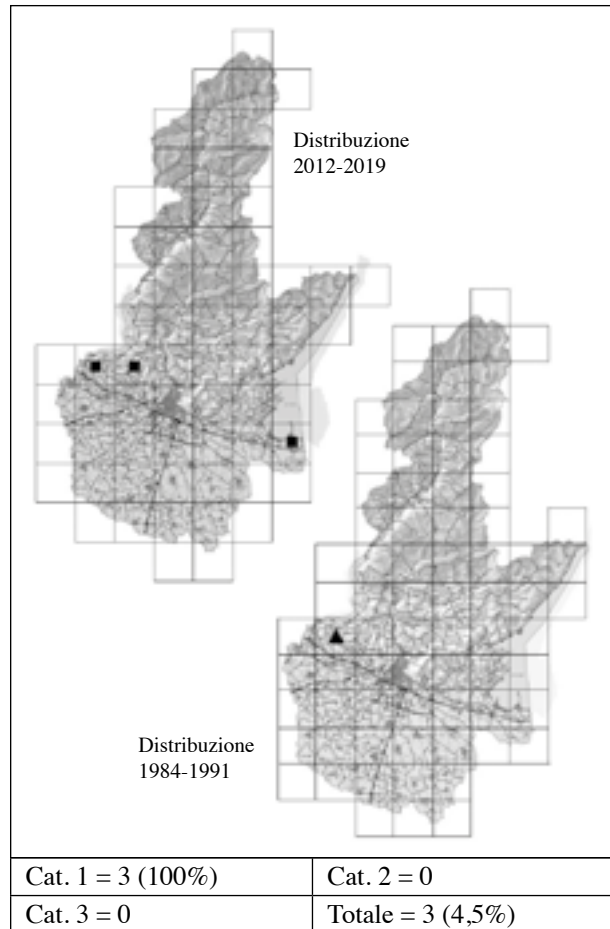 Distribuzione
2012-2019
Distribuzione
1984-1991
Cat. 1 = 3 (100%)
Cat. 2 = 0
Cat. 3 = 0
Totale = 3 (4,5%)